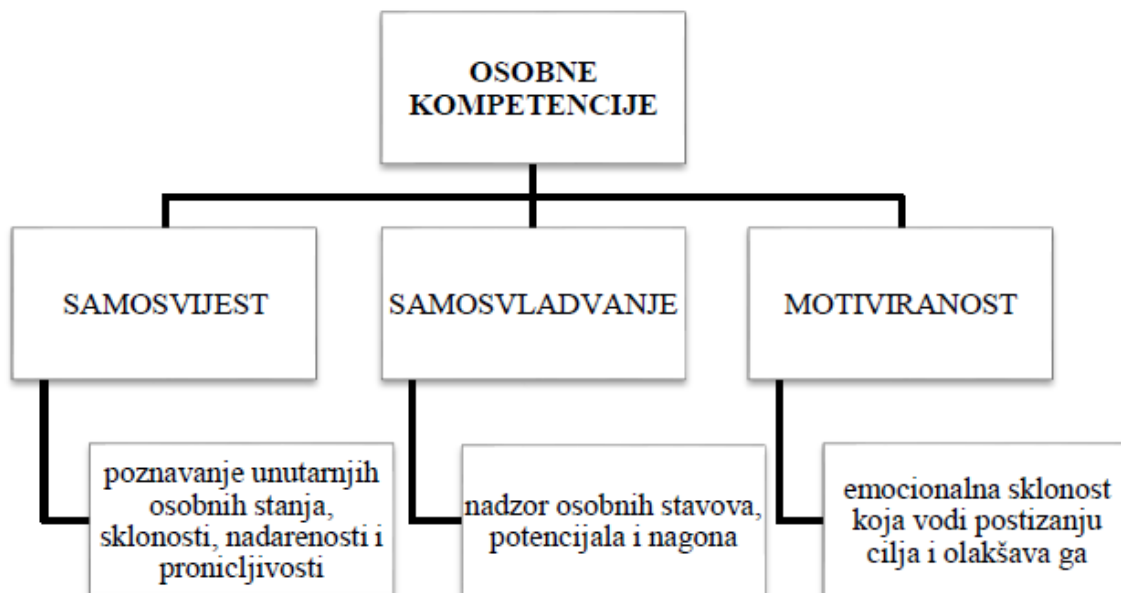 OSOBNE
KOMPETENCIJE
SAMOSVIJEST
SAMOSVLADVANJE
MOTIVIRANOST
poznavanje unutarnjih
osobnih stanja,
sklonosti, nadarenosti i
pronicljivosti
nadzor osobnih stavova,
potencijala i nagona
emocionalna sklonost
koja vodi postizanju
cilja i olakšava ga